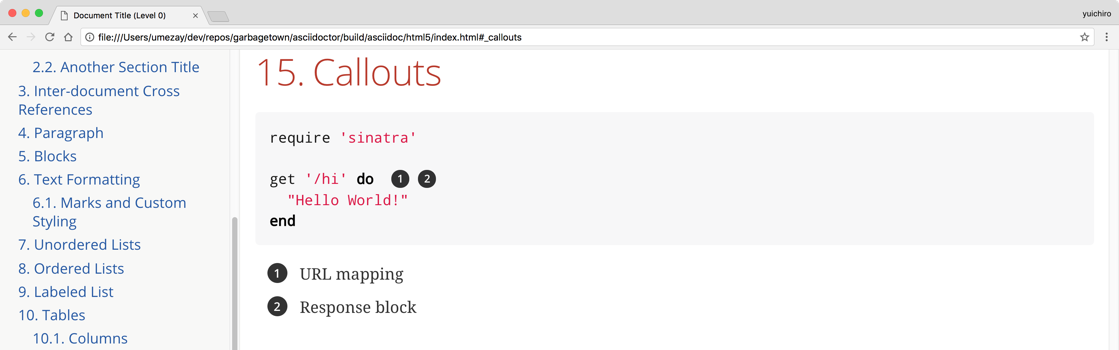 Document Title (Level 0)
yuichiro
file:///Users/umezay/dev/repos/garbagetown/asciidoctor/build/asciidoc/html5/index.html#_callouts
2.2. Another Section Title
3. Inter-document Cross
References
4. Paragraph
5. Blocks
6. Text Formatting
6.1. Marks and Custom
Styling
7. Unordered Lists
8. Ordered Lists
9. Labeled List
10. Tables
10.1. Columns
15. Callouts
require 'sinatra'
get '/hi' do 1 2
"Hello World!"
end
1 URL mapping
2 Response block